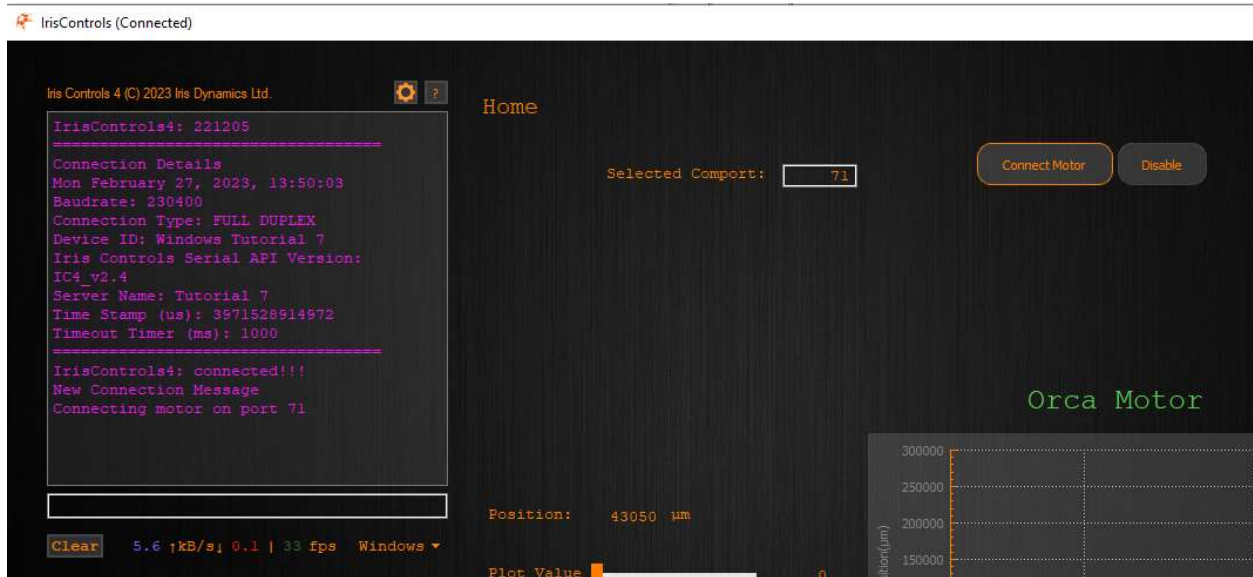 IrisControls (Connected)
Iris Controls 4 (C) 2023 Iris Dynamics Ltd.
?
IrisControls4: 221205
===================================
Connection Details
Mon February 27, 2023, 13:50:03
Baudrate: 230400
Connection Type: FULL DUPLEX
Device ID: Windows Tutorial 7
Iris Controls Serial API Version:
IC4_v2.4
Server Name: Tutorial 7
Time Stamp (us): 3971528914972
Timeout Timer (ms): 1000
===================================
IrisControls4: connected!!!
New Connection Message
Connecting motor on port 71
Clear 5.6 ↑kB/s↓ 0.1 | 33 fps Windows
Home
Selected Comport: 71
Connect Motor Disable
Orca Motor
300000
250000
200000
150000
Position: 43050 µm
Plot Value 0